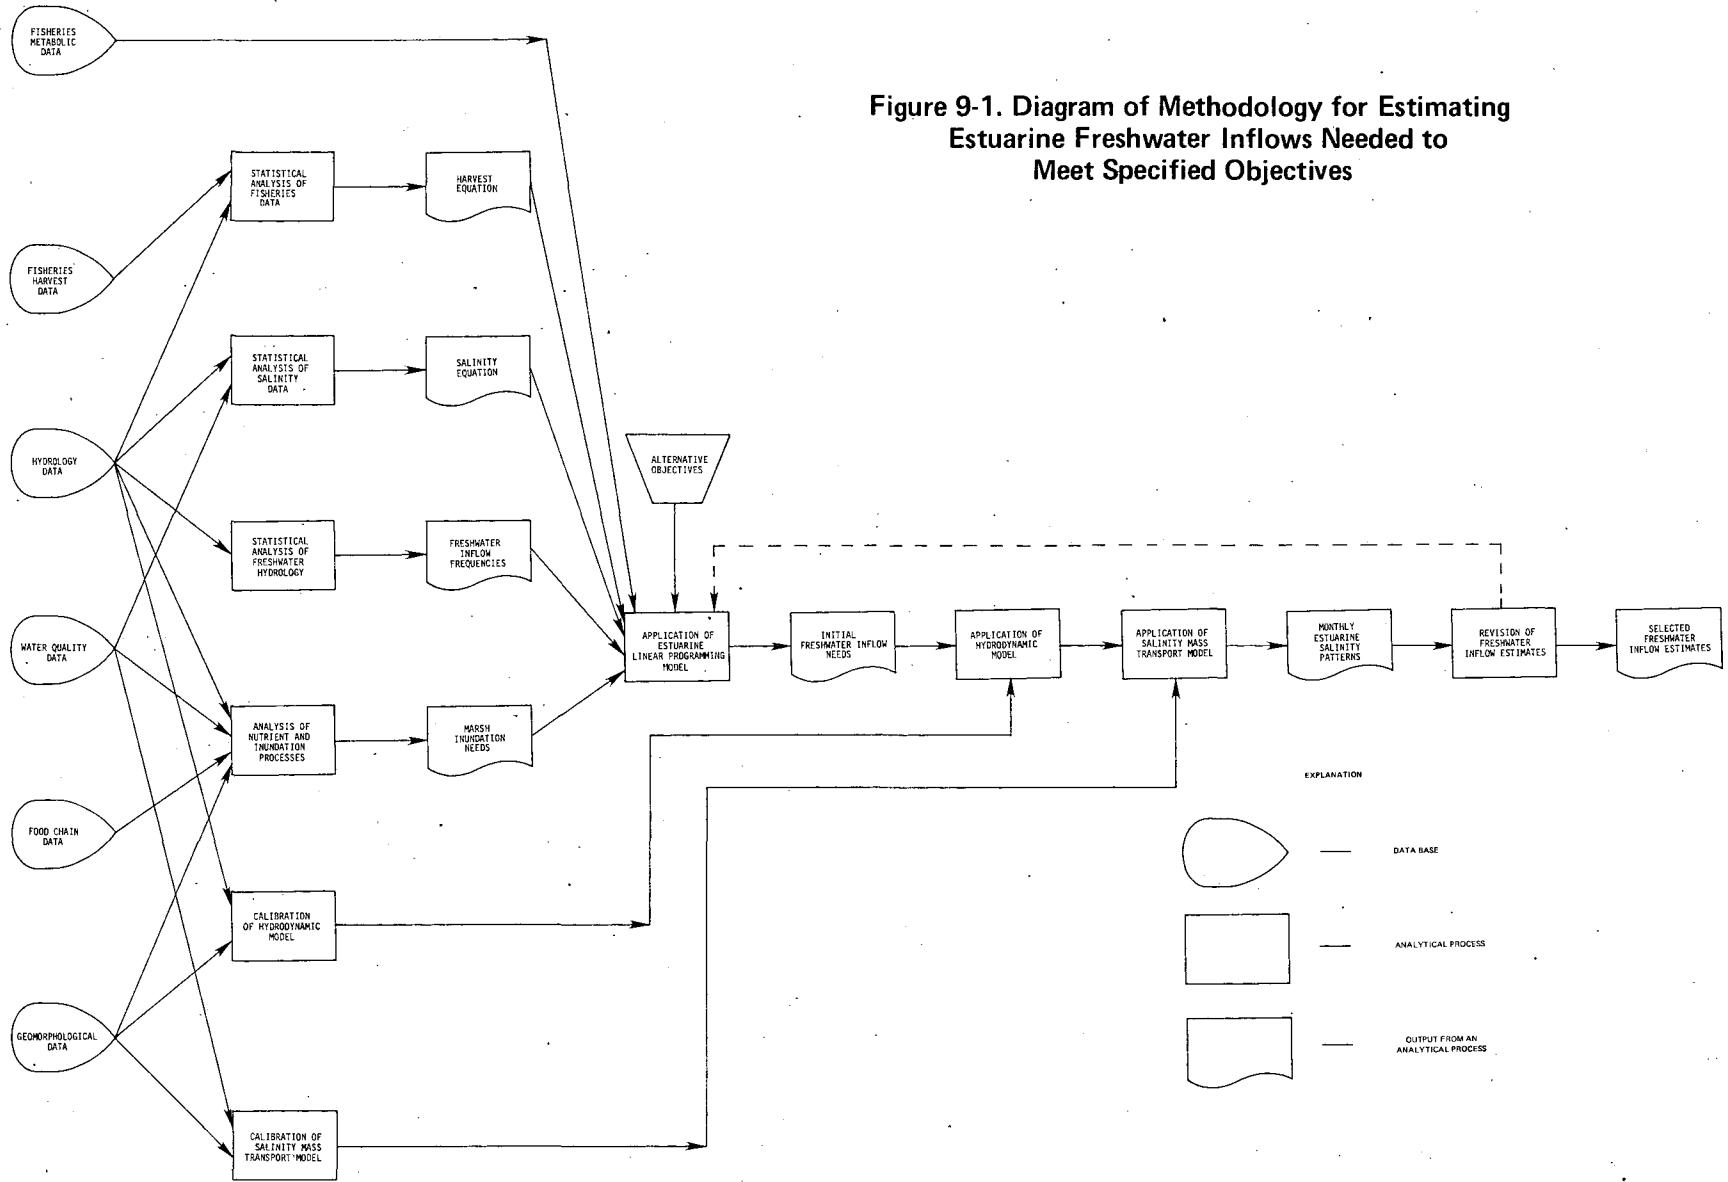 FISHERIES
METABOLIC
DATA
Figure 9-1. Diagram of Methodology for Estimating
Estuarine Freshwater Inflows Needed to
Meet Specified Objectives
STATISTICAL
ANALYSIS OF
FISHERIES
DATA
HARVEST
EQUATION
FISHERIES
HARVEST
DATA
STATISTICAL
ANALYSIS OF
SALINITY
DATA
SALINITY
EQUATION
HYDROLOGY
DATA
ALTERNATIVE
OBJECTIVES
STATISTICAL
ANALYSIS OF
FRESHWATER
HYDROLOGY
FRESHWATER
INFLOW
FREQUENCIES
WATER QUALITY
DATA
APPLICATION OF
ESTUARINE
LINEAR PROGRAMMING
MODEL
INITIAL
FRESHWATER INFLOW
NEEDS
APPLICATION OF
HYDRODYNAMIC
MODEL
APPLICATION OF
SALINITY MASS
TRANSPORT MODEL
MONTHLY
ESTUARINE
SALINITY
PATTERNS
REVISION OF
FRESHWATER
INFLOW ESTIMATES
SELECTED
FRESHWATER
INFLOW ESTIMATES
ANALYSIS OF
NUTRIENT AND
INUNDATION
PROCESSES
MARSH
INUNDATION
NEEDS
FOOD CHAIN
DATA
CALIBRATION
OF HYDRODYNAMIC
MODEL
GEOMORPHOLOGICAL
DATA
CALIBRATION OF
SALINITY MASS
TRANSPORT MODEL
EXPLANATION
DATA BASE
ANALYTICAL PROCESS
OUTPUT FROM AN
ANALYTICAL PROCESS